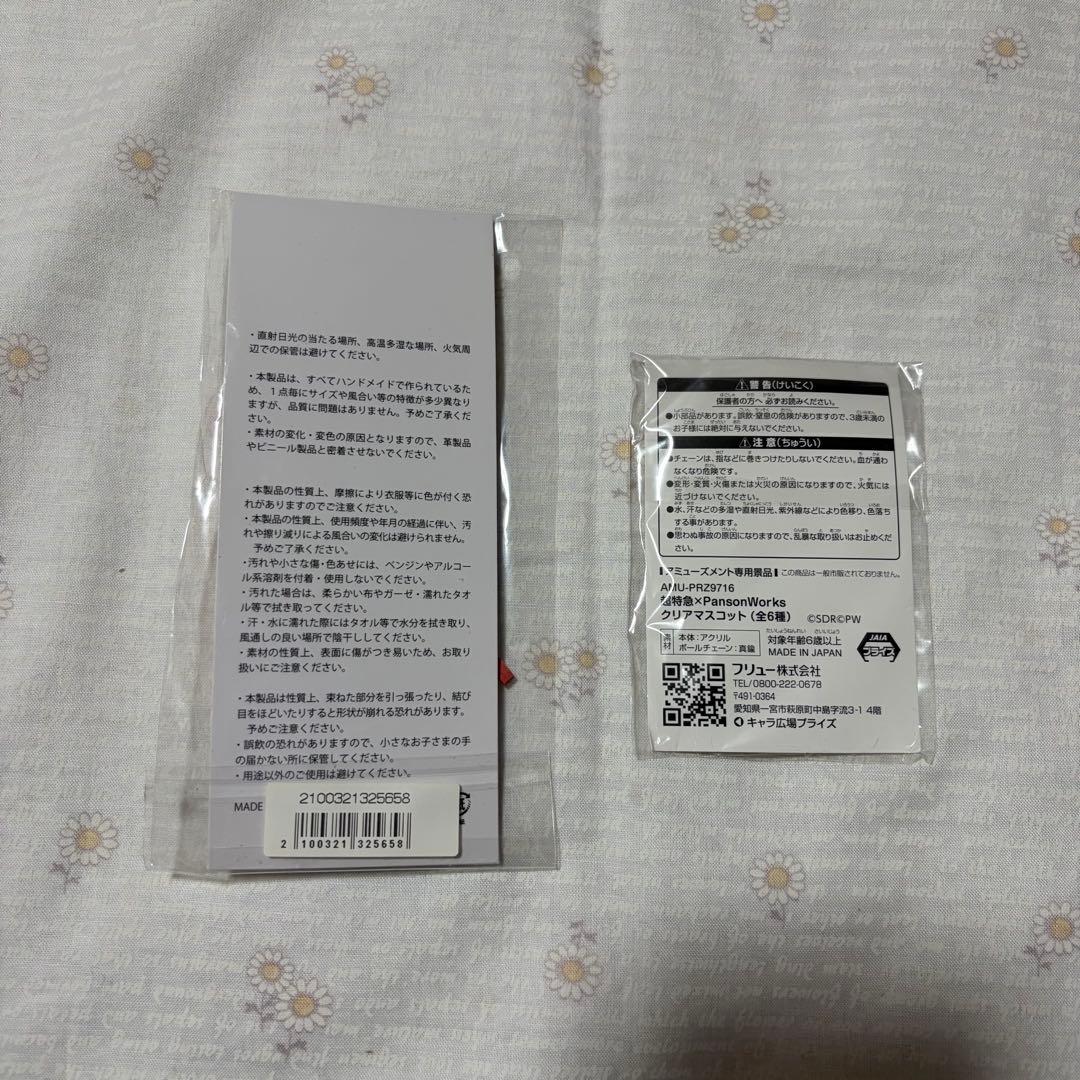 ・直射日光の当たる場所、高温多湿な場所、火気周
辺での保管は避けてください。
・本製品は、すべてハンドメイドで作られているた
め、１点毎にサイズや風合い等の特徴が多少異なり
ますが、品質に問題はありません。予めご了承くだ
さい。
・素材の変化・変色の原因となりますので、革製品
やビニール製品と密着させないでください。
・本製品の性質上、摩擦により衣服等に色が付く恐
れがありますのでご注意ください。
・本製品の性質上、使用頻度や年月の経過に伴い、汚
れや擦り減りによる風合いの変化は避けられません。
予めご了承ください。
・汚れや小さな傷・色あせには、ベンジンやアルコー
ル系溶剤を付着・使用しないでください。
・汚れた場合は、柔らかい布やガーゼ・濡れたタオ
ル等で拭き取ってください。
・汗・水に濡れた際にはタオル等で水分を拭き取り、
風通しの良い場所で陰干ししてください。
・素材の性質上、表面に傷がつき易いため、お取り
扱いにご注意ください。
・本製品は性質上、束ねた部分を引っ張ったり、結び
目をほどいたりすると形状が崩れる恐れがあります。
予めご注意ください。
・誤飲の恐れがありますので、小さなお子さまの手
の届かない所に保管してください。
・用途以外のご使用は避けてください。
MADE
2100321325658
2 100321 325658
警告(けいこく)
保護者の方へ 必ずお読みください。
●小部品があります。誤飲・窒息の危険がありますので、3歳未満の
お子様には絶対に与えないでください。
注意(ちゅうい)
●チェーンは、指などに巻きつけたりしないでください。血が通わ
なくなり危険です。
●変形・変質・火傷または火災の原因になりますので、火気には
近づけないでください。
●水、汗などの多湿や直射日光、紫外線などにより色移り、色落ち
する事があります。
●思わぬ事故の原因になりますので、乱暴な取り扱いはお止めくだ
さい。
アミューズメント専用景品 この商品は一般市販されておりません。
AMU-PRZ9716
超特急×PansonWorks
クリアマスコット（全6種） ©SDR©PW
素材 本体：アクリル
ボールチェーン：真鍮
対象年齢6歳以上
MADE IN JAPAN
JAIA
プライズ
フリュー株式会社
TEL/0800-222-0678
〒491-0364
愛知県一宮市萩原町中島字流3-1 4階
キャラ広場プライズ